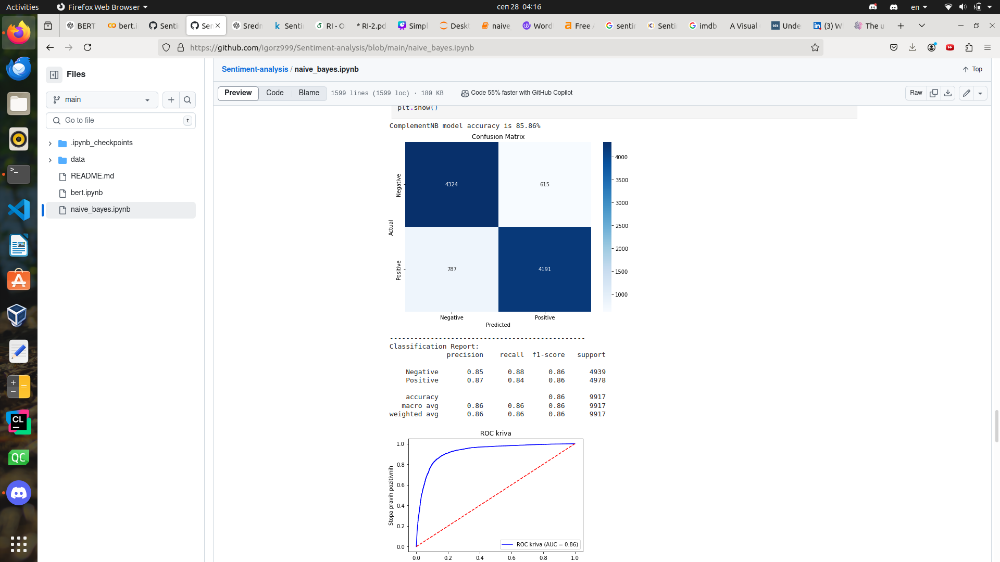 Activities
Firefox Web Browser
сеп 28 04:16
en
BERT
bert.i
Senti
Sen
Sredn
Senti
RI - O
* RI-2.pd
Simpl
Deskt
naive_
Word
Free
sentin
Sentin
imdb
A Visual
Unde
(3) W
The u
https://github.com/igorz999/Sentiment-analysis/blob/main/naive_bayes.ipynb
Files
main
Go to file
t
.ipynb_checkpoints
data
README.md
bert.ipynb
naive_bayes.ipynb
Sentiment-analysis / naive_bayes.ipynb
Top
Preview
Code
Blame
1599 lines (1599 loc) · 180 KB
Code 55% faster with GitHub Copilot
Raw
plt.show()
ComplementNB model accuracy is 85.86%
Confusion Matrix
Negative
Positive
Actual
4324
615
787
4191
Negative
Positive
Predicted
4000
3500
3000
2500
2000
1500
1000
------------------------------------------------
Classification Report:
precision recall f1-score support
Negative 0.85 0.88 0.86 4939
Positive 0.87 0.84 0.86 4978
accuracy 0.86 9917
macro avg 0.86 0.86 0.86 9917
weighted avg 0.86 0.86 0.86 9917
ROC kriva
Stopa pravih pozitivnih
1.0
0.8
0.6
0.4
0.2
0.0
ROC kriva (AUC = 0.86)
0.0 0.2 0.4 0.6 0.8 1.0